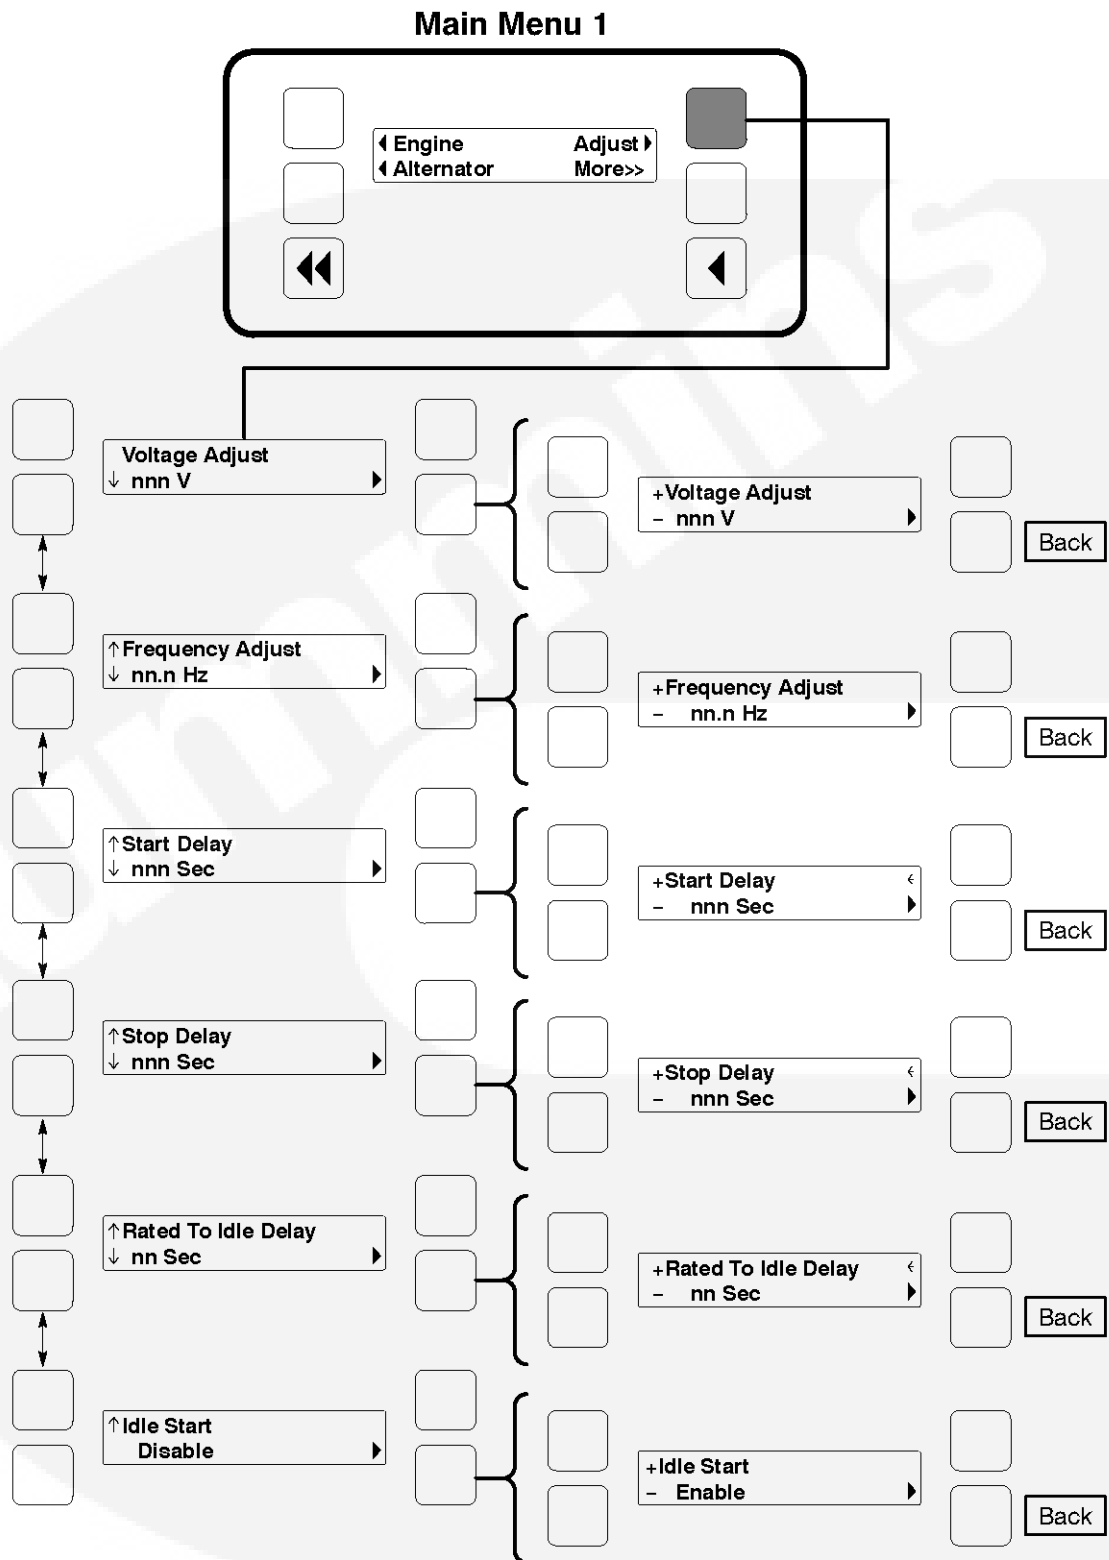 Main Menu 1
Engine Adjust
Alternator More>>
Voltage Adjust
↓ nnn V
+Voltage Adjust
– nnn V
Back
↑Frequency Adjust
↓ nn.n Hz
+Frequency Adjust
– nn.n Hz
Back
↑Start Delay
↓ nnn Sec
+Start Delay
– nnn Sec
Back
↑Stop Delay
↓ nnn Sec
+Stop Delay
– nnn Sec
Back
↑Rated To Idle Delay
↓ nn Sec
+Rated To Idle Delay
– nn Sec
Back
↑Idle Start
Disable
+Idle Start
– Enable
Back